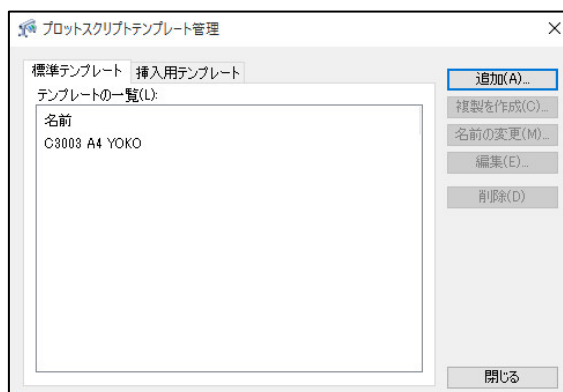 プロットスクリプトテンプレート管理
標準テンプレート 挿入用テンプレート
テンプレートの一覧(L):
名前
C3003 A4 YOKO
追加(A)...
複製を作成(C)...
名前の変更(M)...
編集(E)...
削除(D)
閉じる